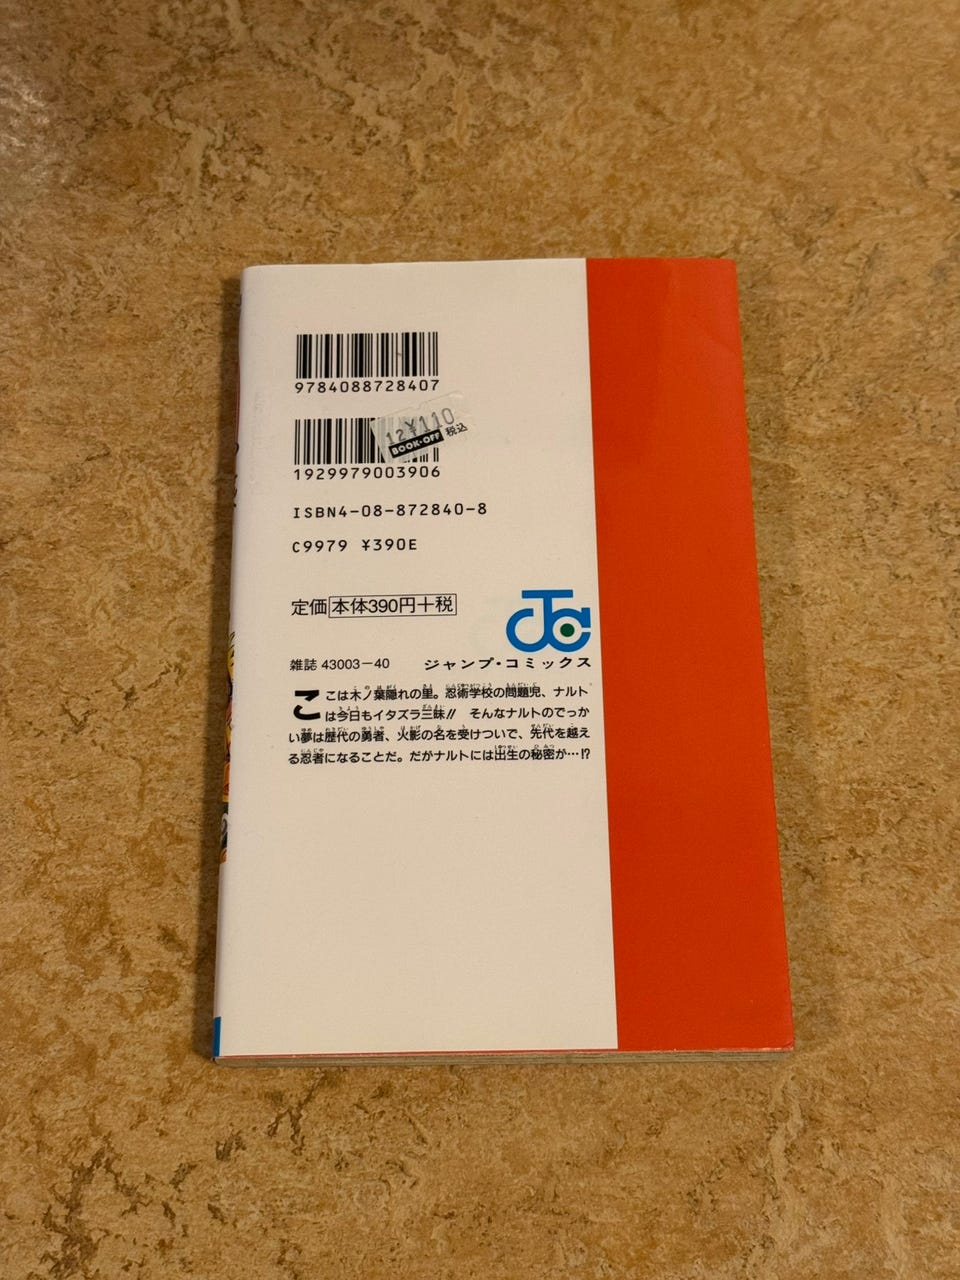 9784088728407
12¥110
BOOK·OFF 税込
1929979003906
ISBN4-08-872840-8
C9979 ¥390E
定価 本体390円+税
JC
雑誌 43003-40
ジャンプ・コミックス
ここは木ノ葉隠れの里。忍術学校の問題児、ナルト
は今日もイタズラ三昧!! そんなナルトのでっか
い夢は歴代の勇者、火影の名を受けついで、先代を越え
る忍者になることだ。だがナルトには出生の秘密が…!?